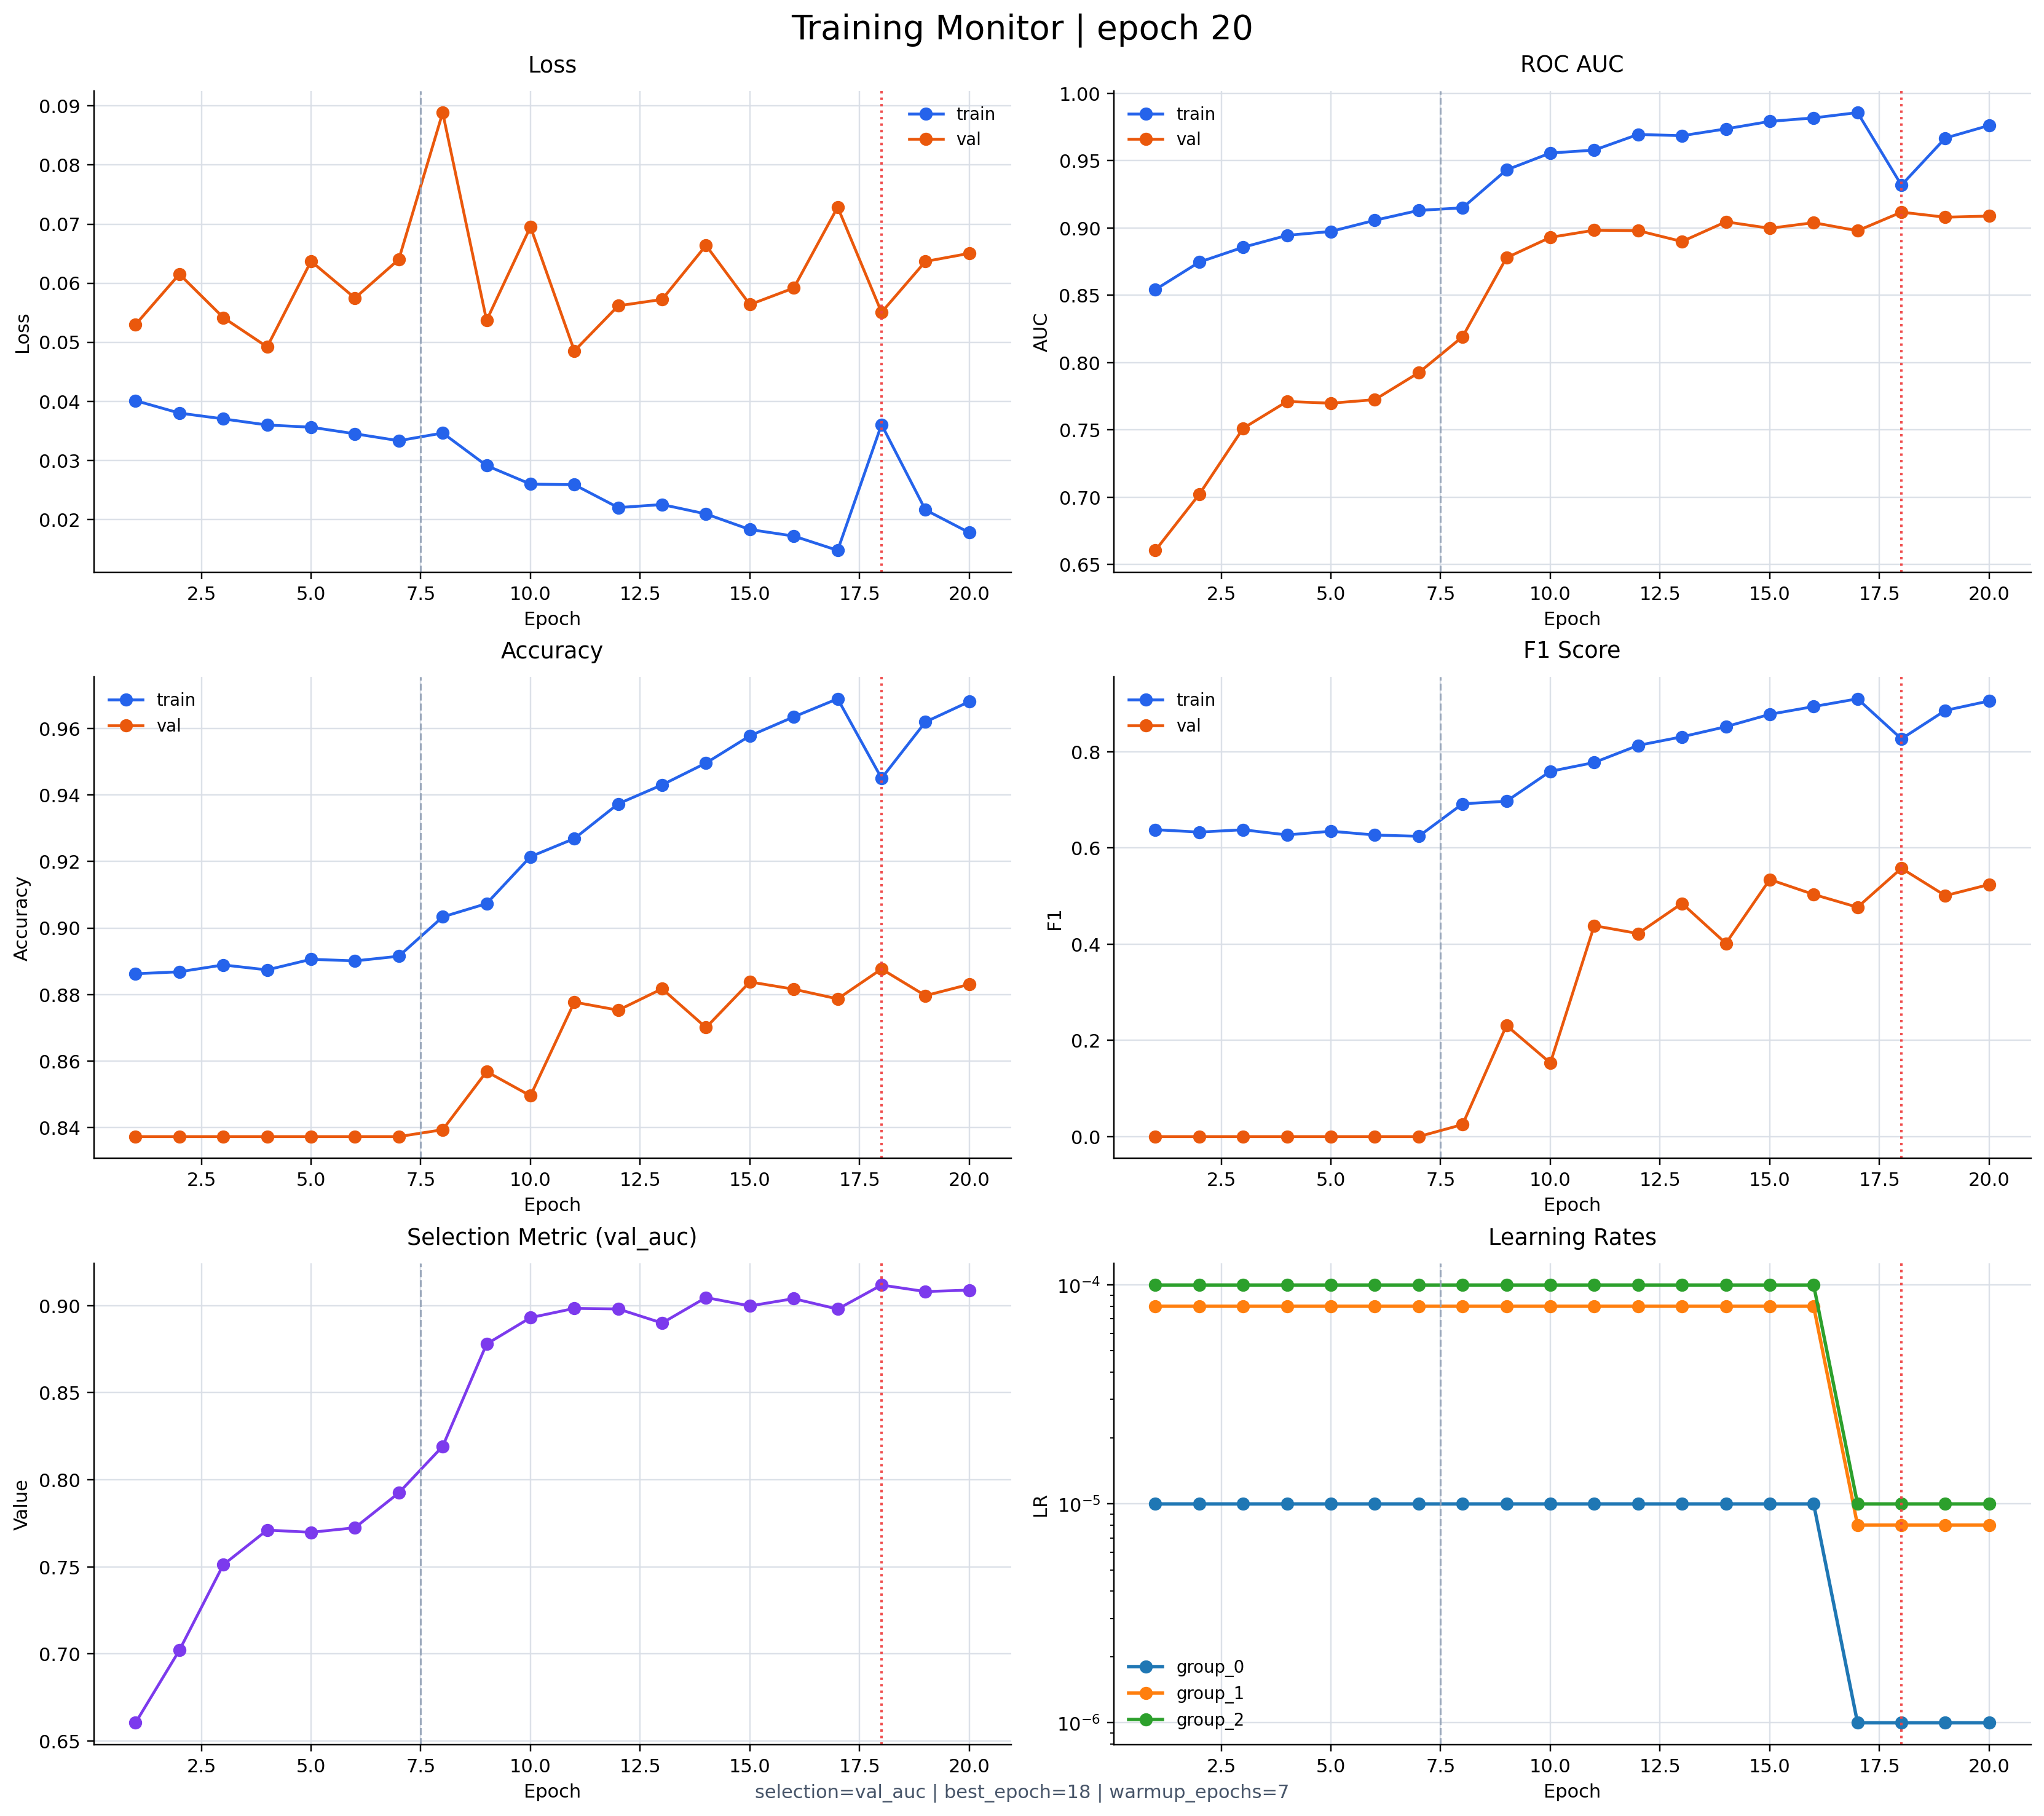 Training Monitor | epoch 20
Loss
0.09
0.08
0.07
0.06
0.05
0.04
0.03
0.02
Loss
train
val
2.5 5.0 7.5 10.0 12.5 15.0 17.5 20.0
Epoch
ROC AUC
1.00
0.95
0.90
0.85
0.80
0.75
0.70
0.65
AUC
train
val
2.5 5.0 7.5 10.0 12.5 15.0 17.5 20.0
Epoch
Accuracy
0.96
0.94
0.92
0.90
0.88
0.86
0.84
Accuracy
train
val
2.5 5.0 7.5 10.0 12.5 15.0 17.5 20.0
Epoch
F1 Score
0.8
0.6
0.4
0.2
0.0
F1
train
val
2.5 5.0 7.5 10.0 12.5 15.0 17.5 20.0
Epoch
Selection Metric (val_auc)
0.90
0.85
0.80
0.75
0.70
0.65
Value
2.5 5.0 7.5 10.0 12.5 15.0 17.5 20.0
Epoch
Learning Rates
10⁻⁴
10⁻⁵
10⁻⁶
LR
group_0
group_1
group_2
2.5 5.0 7.5 10.0 12.5 15.0 17.5 20.0
Epoch
selection=val_auc | best_epoch=18 | warmup_epochs=7